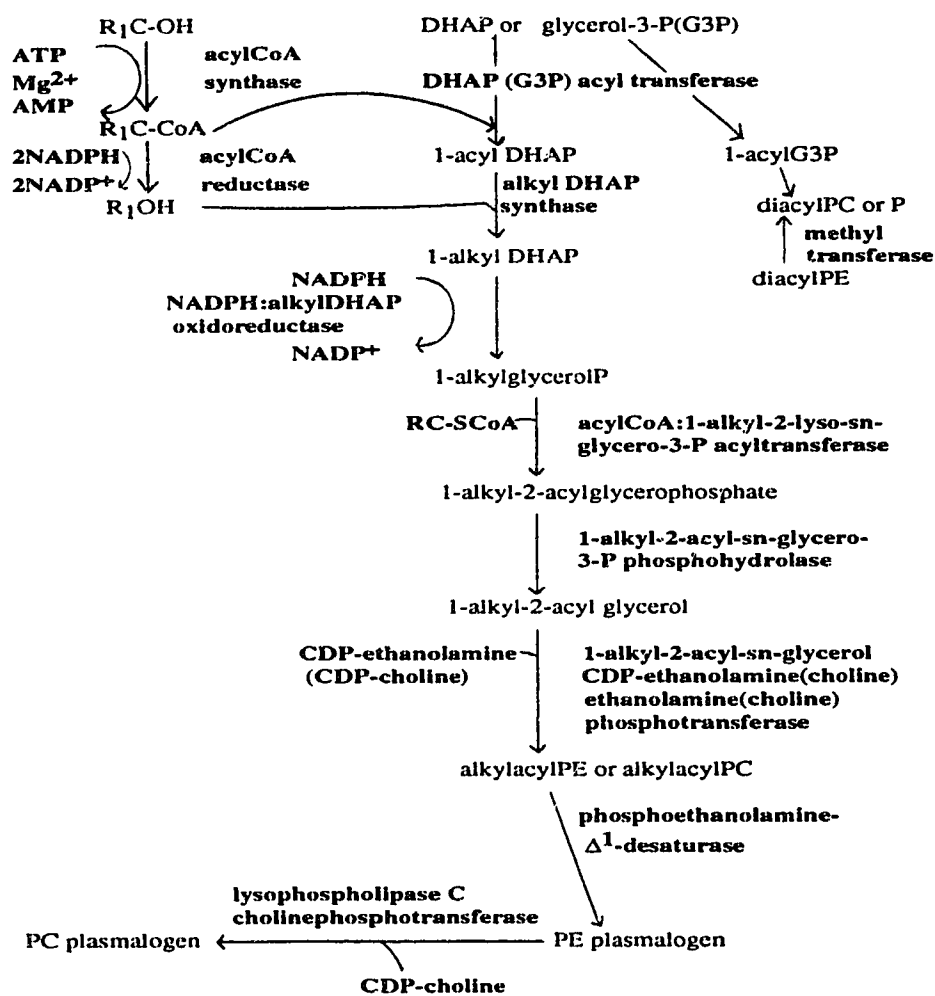 R₁C-OH
ATP
Mg²⁺
AMP
acylCoA
synthase
R₁C-CoA
2NADPH
2NADP⁺
acylCoA
reductase
R₁OH
DHAP or glycerol-3-P(G3P)
DHAP (G3P) acyl transferase
1-acyl DHAP
alkyl DHAP
synthase
1-acylG3P
diacylPC or P
methyl
transferase
diacylPE
1-alkyl DHAP
NADPH
NADPH:alkylDHAP
oxidoreductase
NADP⁺
1-alkylglycerolP
RC-SCoA
acylCoA:1-alkyl-2-lyso-sn-
glycero-3-P acyltransferase
1-alkyl-2-acylglycerophosphate
1-alkyl-2-acyl-sn-glycero-
3-P phosphohydrolase
1-alkyl-2-acyl glycerol
CDP-ethanolamine
(CDP-choline)
1-alkyl-2-acyl-sn-glycerol
CDP-ethanolamine(choline)
ethanolamine(choline)
phosphotransferase
alkylacylPE or alkylacylPC
phosphoethanolamine-
Δ¹-desaturase
lysophospholipase C
cholinephosphotransferase
PC plasmalogen
PE plasmalogen
CDP-choline